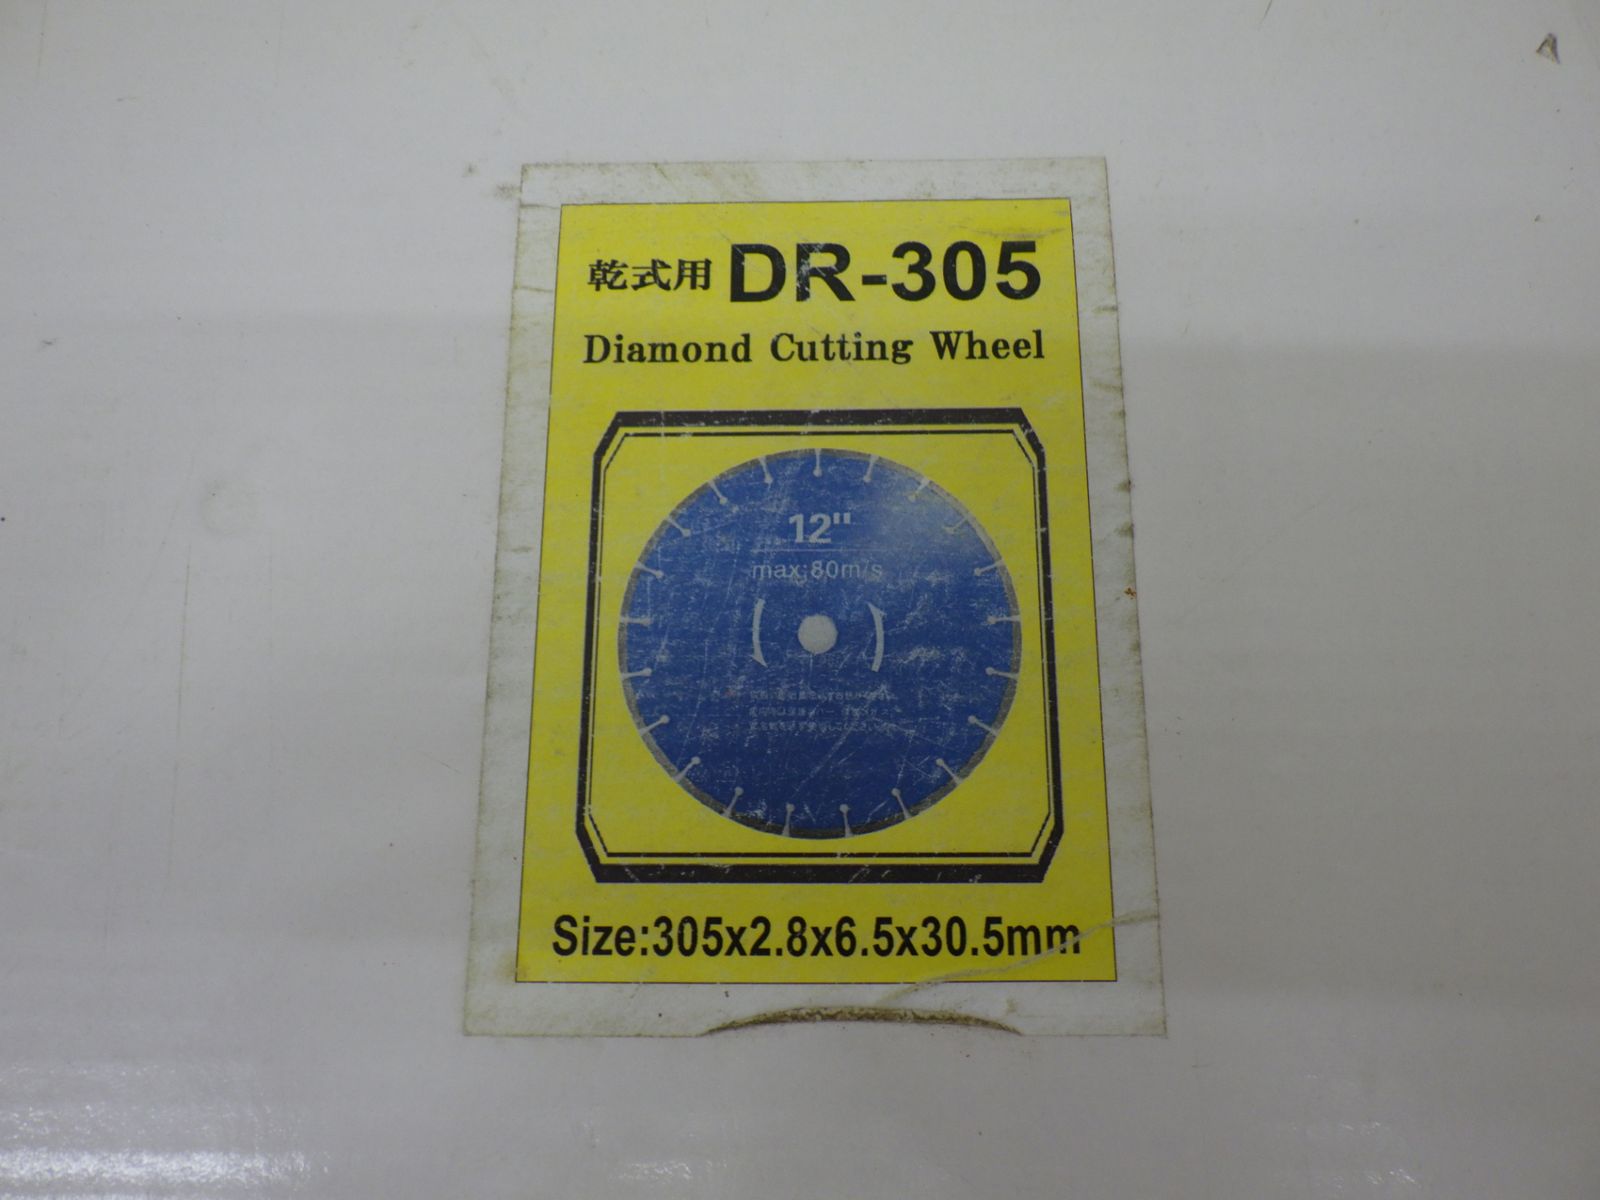 乾式用 DR-305
Diamond Cutting Wheel
12"
max:80m/s
Size:305x2.8x6.5x30.5mm